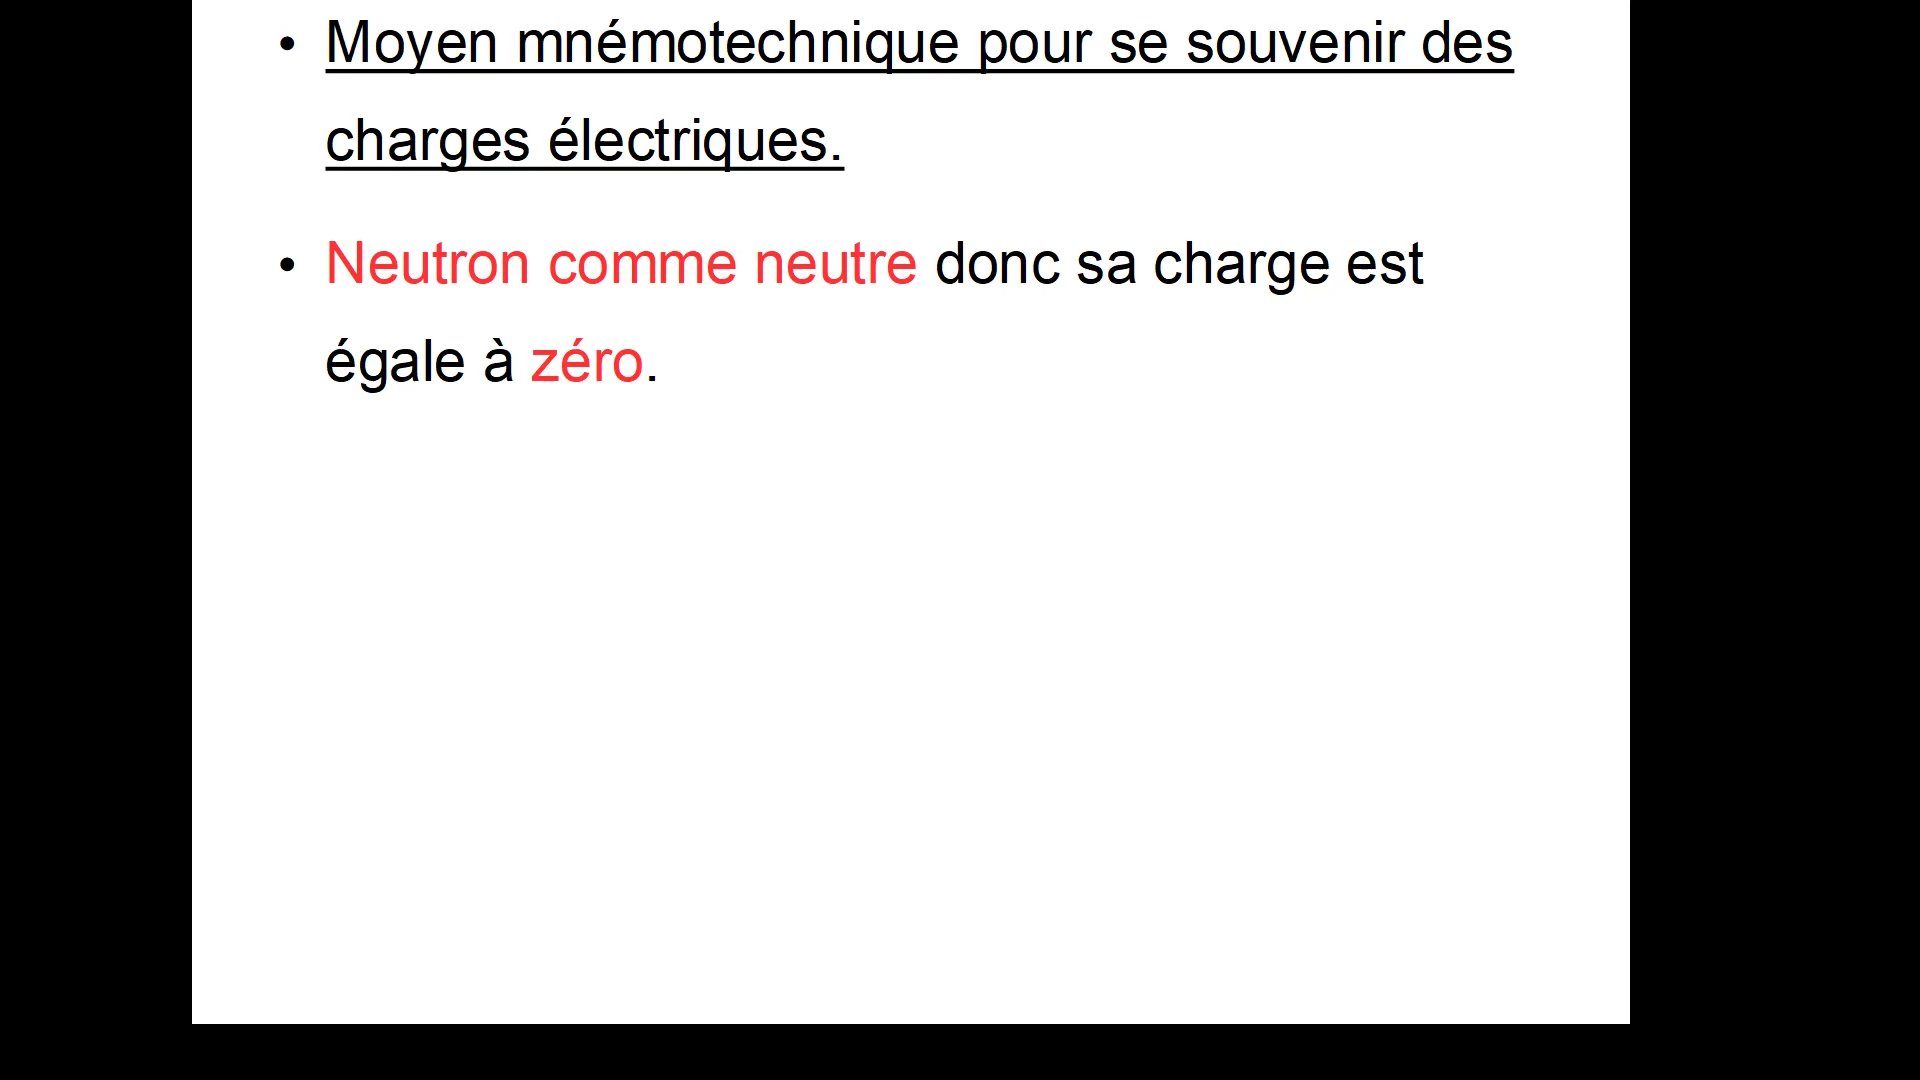 • Moyen mnémotechnique pour se souvenir des
charges électriques.
• Neutron comme neutre donc sa charge est
égale à zéro.